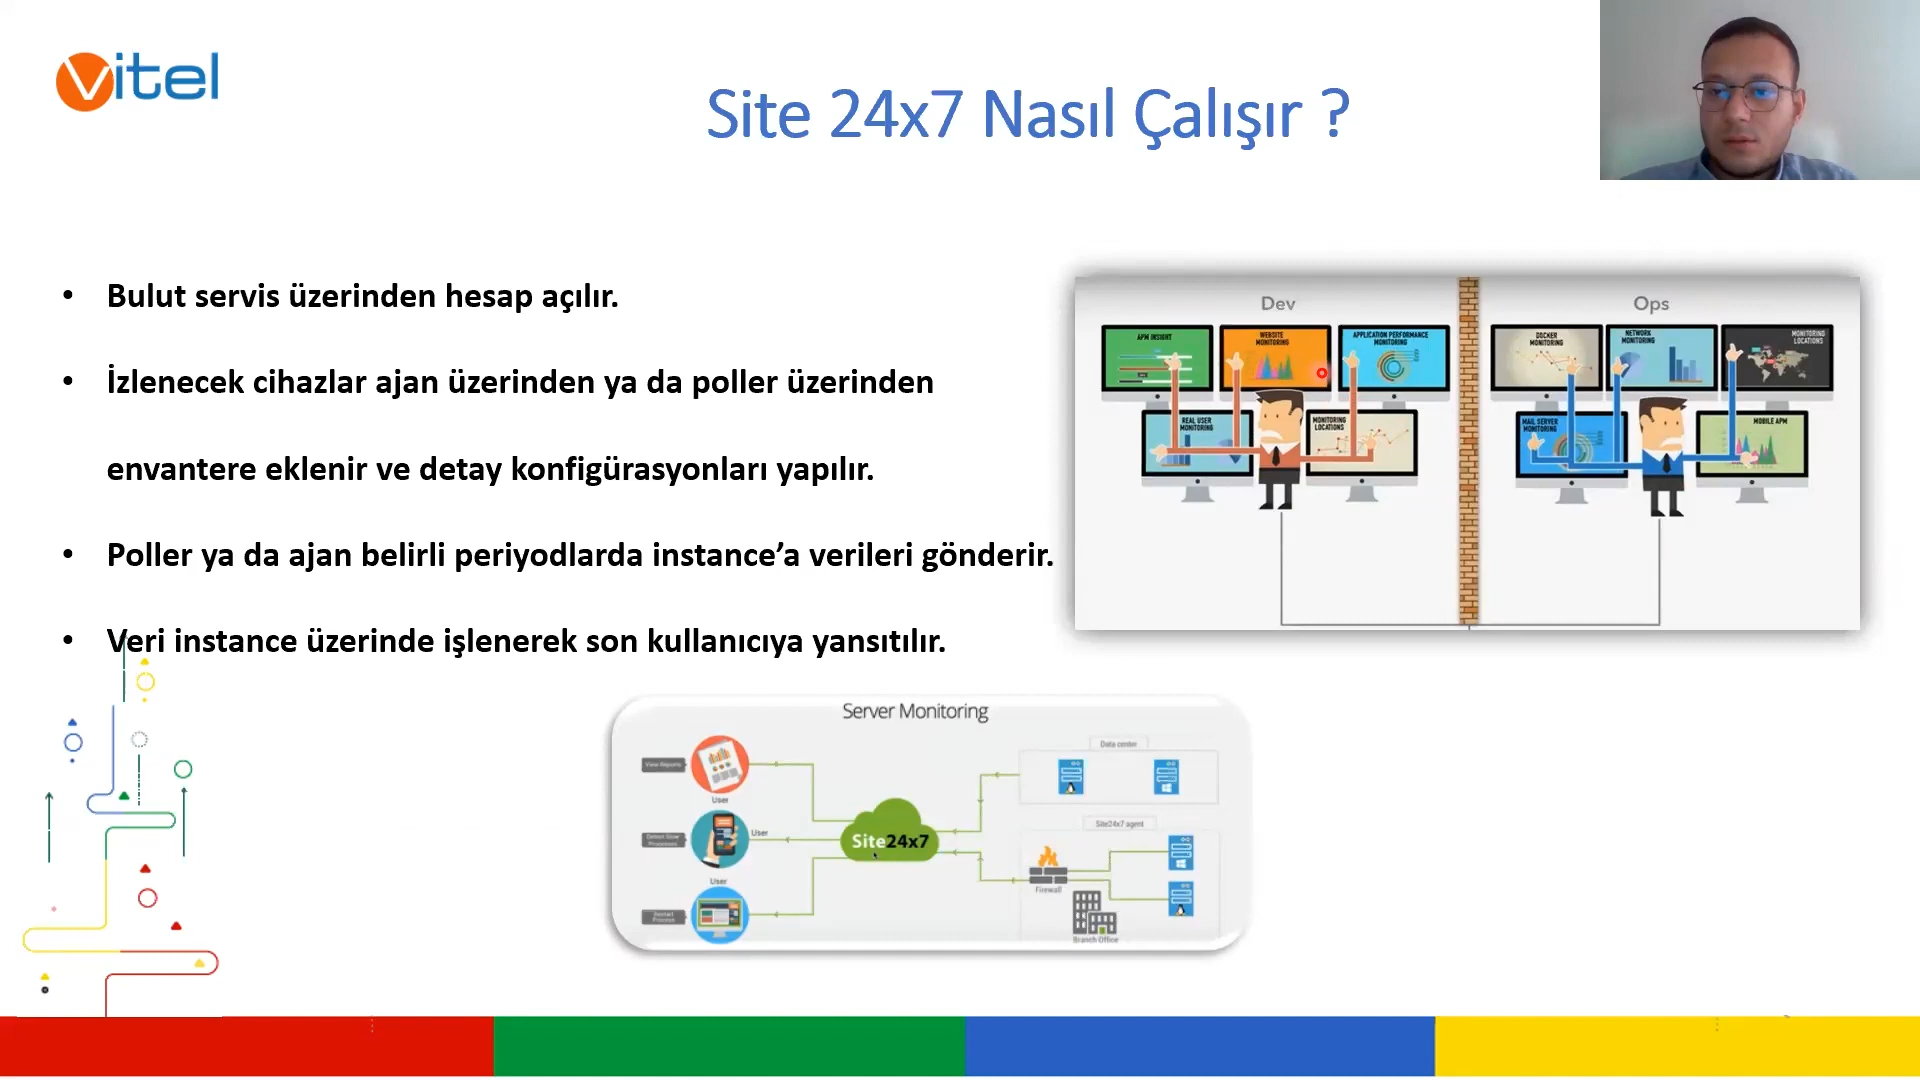 vitel
Site 24x7 Nasıl Çalışır ?
• Bulut servis üzerinden hesap açılır.
• İzlenecek cihazlar ajan üzerinden ya da poller üzerinden
envantere eklenir ve detay konfigürasyonları yapılır.
• Poller ya da ajan belirli periyodlarda instance’a verileri gönderir.
• Veri instance üzerinde işlenerek son kullanıcıya yansıtılır.
Dev
Ops
APM INSIGHT
WEBSITE
MONITORING
APPLICATION PERFORMANCE
MONITORING
DOCKER
MONITORING
NETWORK
MONITORING
MONITORING
LOCATIONS
REAL USER
MONITORING
MONITORING
LOCATIONS
MAIL SERVER
MONITORING
MOBILE APM
Server Monitoring
View Reports
User
User
User
Site24x7
Data center
Site24x7 agent
Firewall
Branch Office